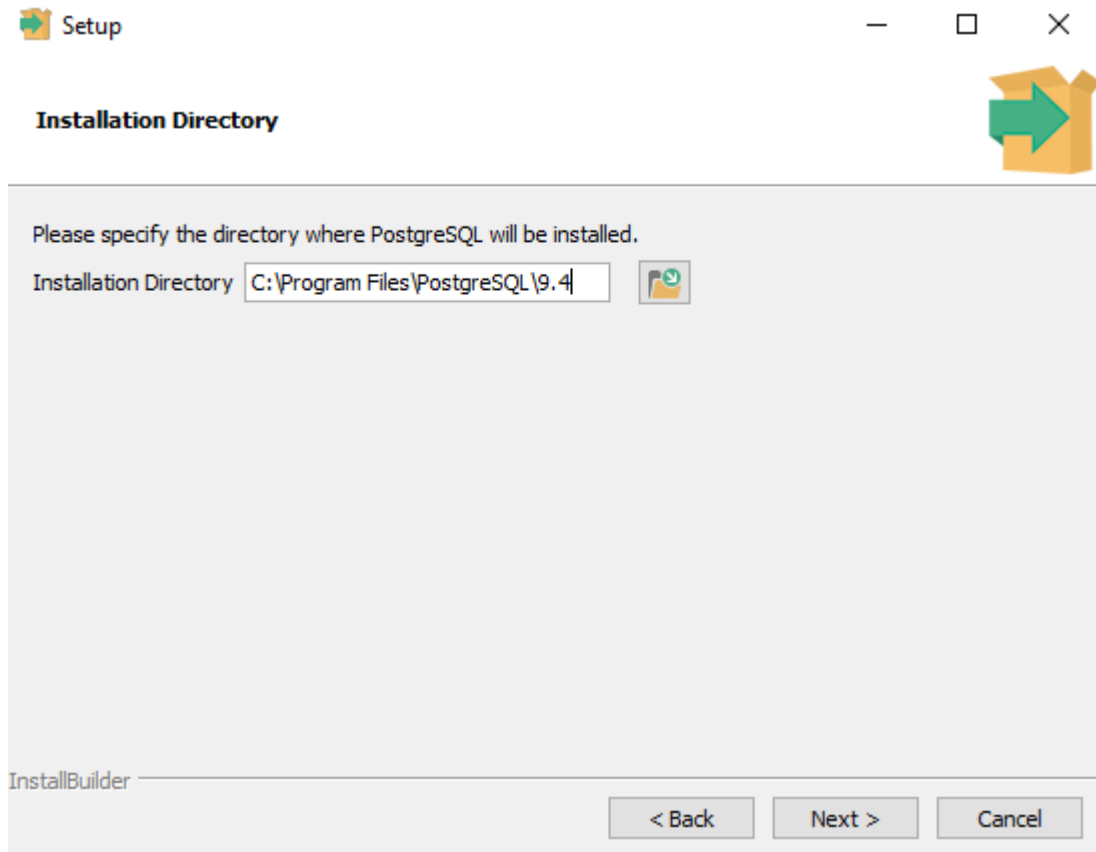 Setup
Installation Directory
Please specify the directory where PostgreSQL will be installed.
Installation Directory C:\Program Files\PostgreSQL\9.4
InstallBuilder
< Back Next > Cancel